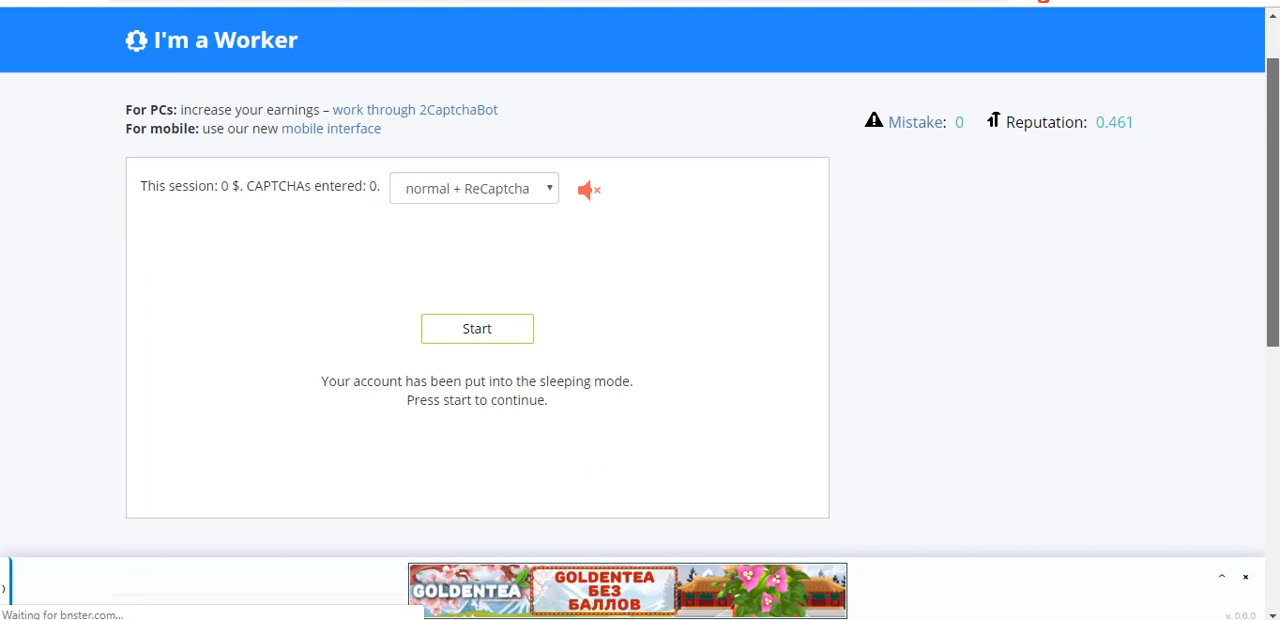 I'm a Worker
For PCs: increase your earnings – work through 2CaptchaBot
For mobile: use our new mobile interface
Mistake: 0 Reputation: 0.461
This session: 0 $. CAPTCHAs entered: 0. normal + ReCaptcha
Start
Your account has been put into the sleeping mode.
Press start to continue.
GOLDENTEA
GOLDENTEA
БЕЗ
БАЛЛОВ
Waiting for bnster.com...
v. 0.6.0